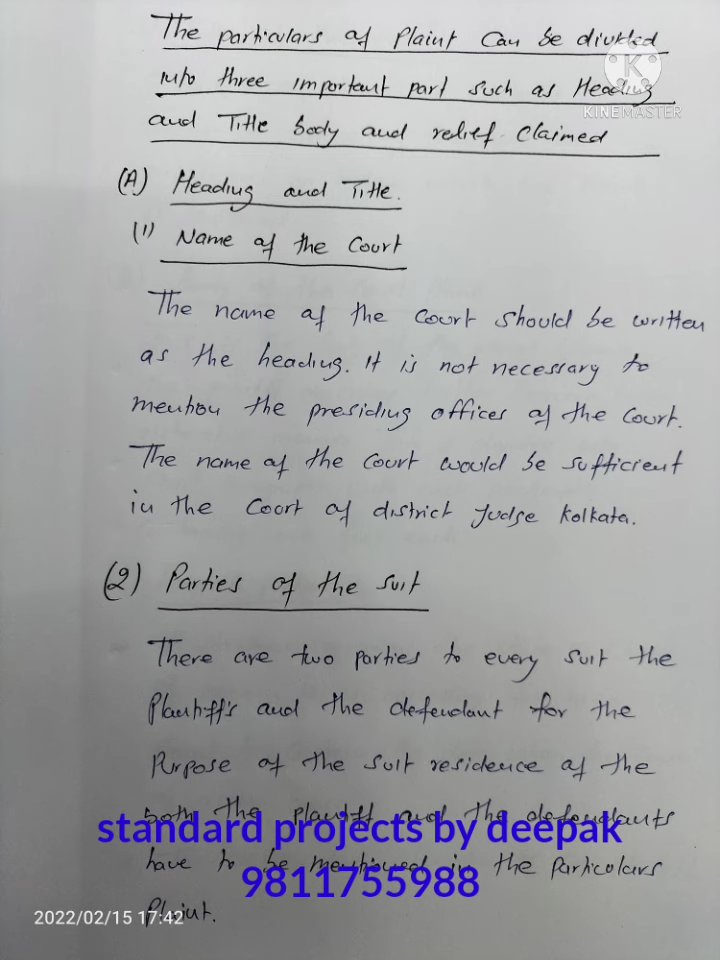 The particulars of Plaint can be divided
into three important part such as Heading
KINEMASTER
and Title body and relief claimed
(A) Heading and Title.
(1) Name of the Court
The name of the court should be written
as the heading. It is not necessary to
mention the presiding offices of the Court.
The name of the court would be sufficient
in the Coort of district Judge Kolkata.
(2) Parties of the suit
There are two parties to every suit the
Plantiff's and the defendant for the
Purpose of the suit residence of the
both the plantiff and the defendants
standard projects by deepak
have to be mentioned in the particulars
9811755988
Plaint.
2022/02/15 17:42